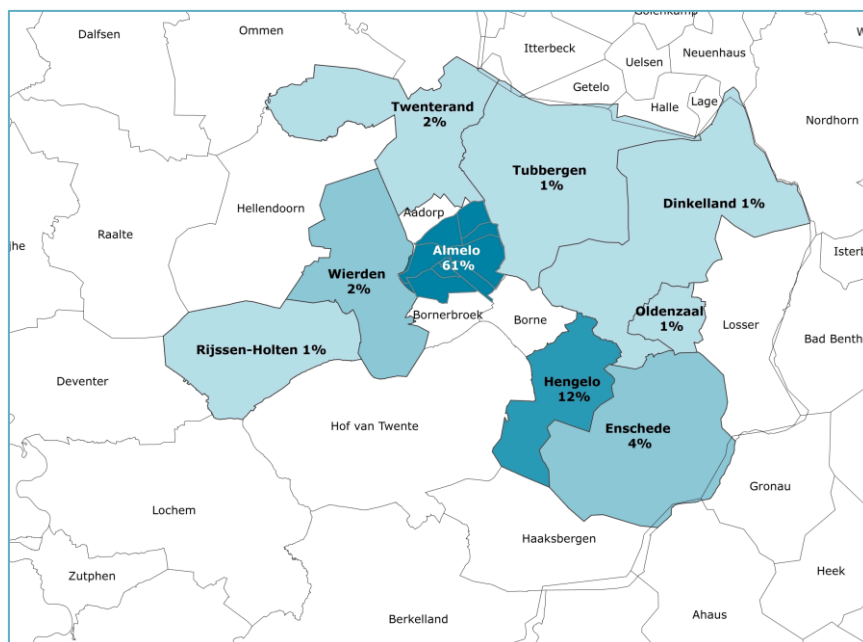 Dalfsen
Ommen
Itterbeck
Neuenhaus
Uelsen
Getelo
Lage
Halle
Nordhorn
Twenterand
2%
Tubbergen
1%
Dinkelland 1%
Hellendoorn
Aadorp
Raalte
Almelo
61%
Wierden
2%
Bornerbroek
Borne
Oldenzaal
1%
Losser
Bad Benth
Rijssen-Holten 1%
Deventer
Hengelo
12%
Hof van Twente
Enschede
4%
Gronau
Lochem
Haaksbergen
Zutphen
Heek
Berkelland
Ahaus